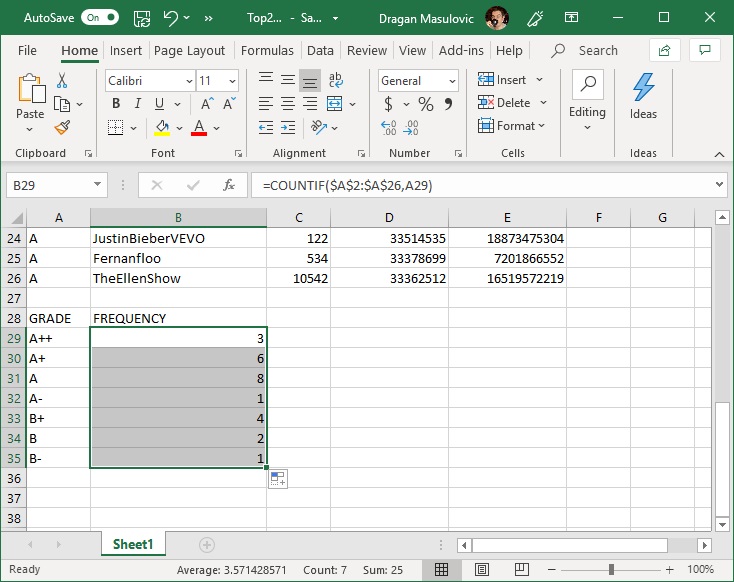 AutoSave On » Top2... - Sa... Dragan Masulovic
File Home Insert Page Layout Formulas Data Review View Add-ins Help Search
Calibri 11 General Insert
Paste B I U A A $ % 9 Delete Editing Ideas
A Format
Clipboard Font Alignment Number Cells Ideas
B29 fx =COUNTIF($A$2:$A$26,A29)
A B C D E F G
24 A JustinBieberVEVO 122 33514535 18873475304
25 A Fernanfloo 534 33378699 7201866552
26 A TheEllenShow 10542 33362512 16519572219
27
28 GRADE FREQUENCY
29 A++ 3
30 A+ 6
31 A 8
32 A- 1
33 B+ 4
34 B 2
35 B- 1
36
37
38
Sheet1
Ready Average: 3.571428571 Count: 7 Sum: 25 100%